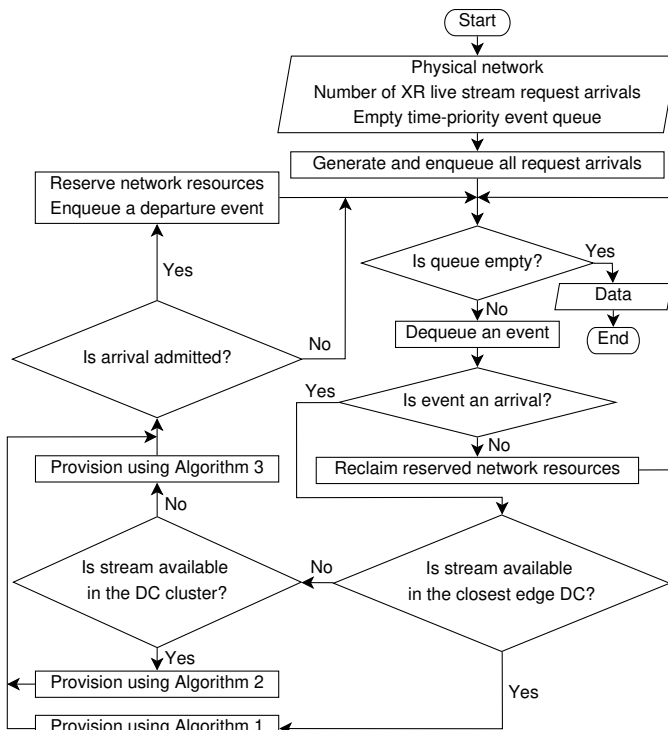 Start
Physical network
Number of XR live stream request arrivals
Empty time-priority event queue
Generate and enqueue all request arrivals
Reserve network resources
Enqueue a departure event
Is queue empty?
Yes
Data
End
No
Dequeue an event
Yes
Is arrival admitted?
No
Is event an arrival?
Yes
No
Reclaim reserved network resources
Provision using Algorithm 3
No
Is stream available
in the DC cluster?
No
Is stream available
in the closest edge DC?
Yes
Provision using Algorithm 2
Yes
Provision using Algorithm 1